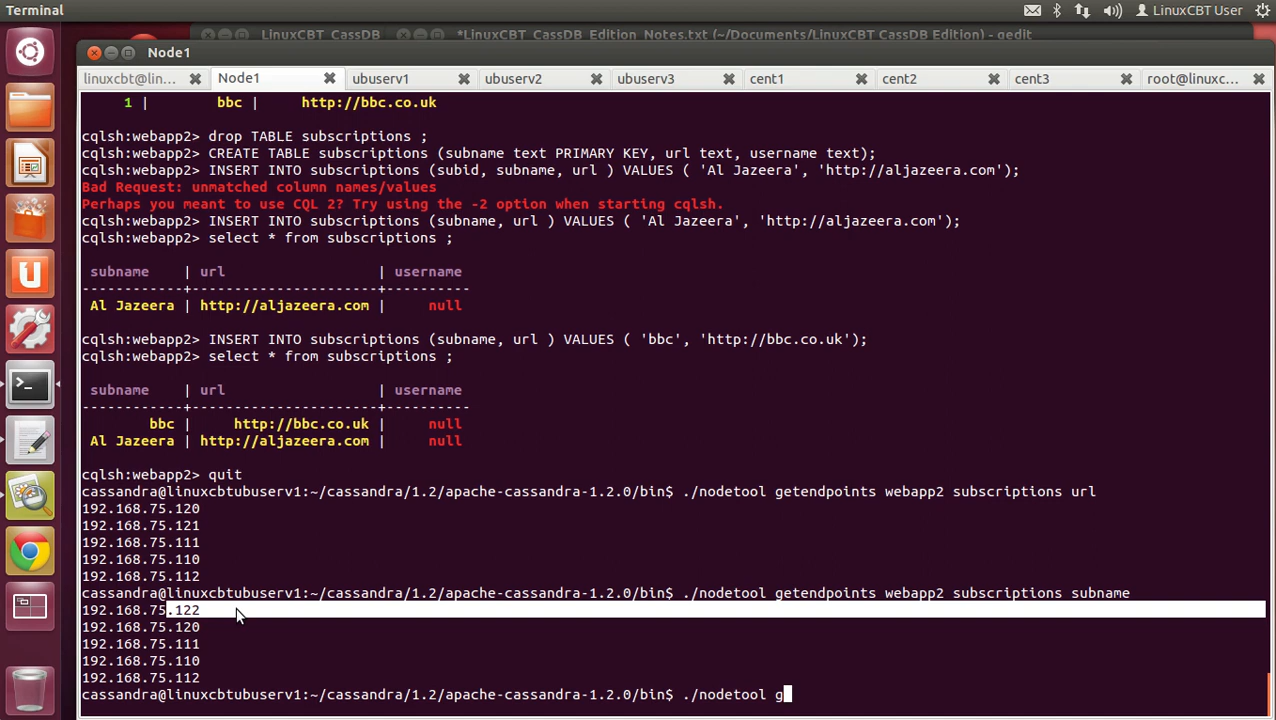 Terminal
LinuxCBT User
LinuxCBT_CassDB
*LinuxCBT_CassDB_Edition_Notes.txt (~/Documents/LinuxCBT CassDB Edition) - gedit
Node1
linuxcbt@lin...
Node1
ubuserv1
ubuserv2
ubuserv3
cent1
cent2
cent3
root@linuxc...
1 | bbc | http://bbc.co.uk
cqlsh:webapp2> drop TABLE subscriptions ;
cqlsh:webapp2> CREATE TABLE subscriptions (subname text PRIMARY KEY, url text, username text);
cqlsh:webapp2> INSERT INTO subscriptions (subid, subname, url ) VALUES ( 'Al Jazeera', 'http://aljazeera.com');
Bad Request: unmatched column names/values
Perhaps you meant to use CQL 2? Try using the -2 option when starting cqlsh.
cqlsh:webapp2> INSERT INTO subscriptions (subname, url ) VALUES ( 'Al Jazeera', 'http://aljazeera.com');
cqlsh:webapp2> select * from subscriptions ;
subname | url | username
------------+----------------------+----------
Al Jazeera | http://aljazeera.com | null
cqlsh:webapp2> INSERT INTO subscriptions (subname, url ) VALUES ( 'bbc', 'http://bbc.co.uk');
cqlsh:webapp2> select * from subscriptions ;
subname | url | username
------------+----------------------+----------
bbc | http://bbc.co.uk | null
Al Jazeera | http://aljazeera.com | null
cqlsh:webapp2> quit
cassandra@linuxcbtubuserv1:~/cassandra/1.2/apache-cassandra-1.2.0/bin$ ./nodetool getendpoints webapp2 subscriptions url
192.168.75.120
192.168.75.121
192.168.75.111
192.168.75.110
192.168.75.112
cassandra@linuxcbtubuserv1:~/cassandra/1.2/apache-cassandra-1.2.0/bin$ ./nodetool getendpoints webapp2 subscriptions subname
192.168.75.122
192.168.75.120
192.168.75.111
192.168.75.110
192.168.75.112
cassandra@linuxcbtubuserv1:~/cassandra/1.2/apache-cassandra-1.2.0/bin$ ./nodetool g